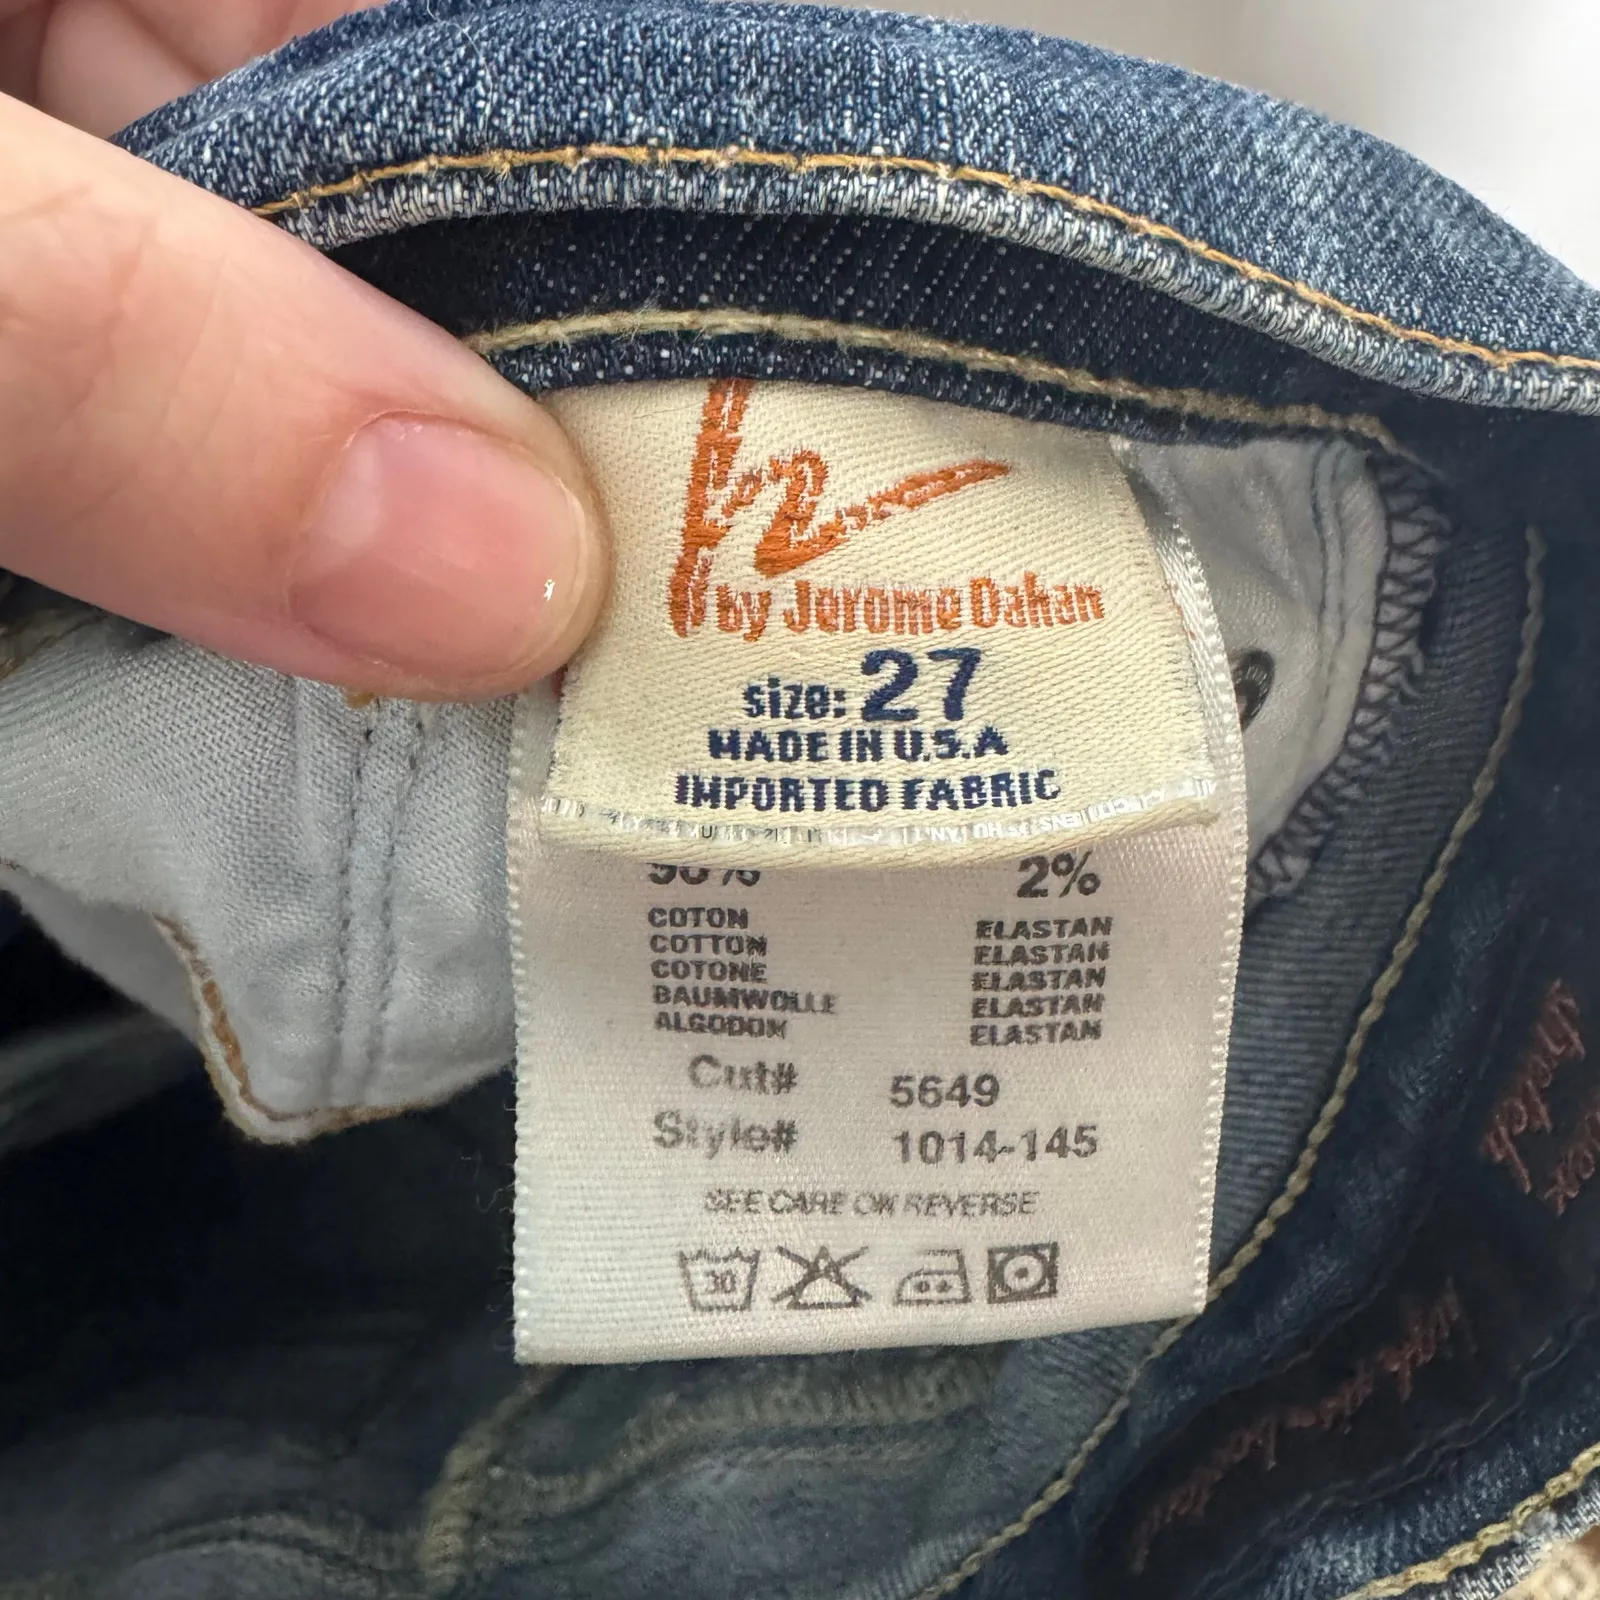 by Jerome Dahan
size: 27
MADE IN U.S.A
IMPORTED FABRIC
2%
COTON ELASTAN
COTTON ELASTAN
COTONE ELASTAN
BAUMWOLLE ELASTAN
ALGODON ELASTAN
Cut# 5649
Style# 1014-145
SEE CARE ON REVERSE
30